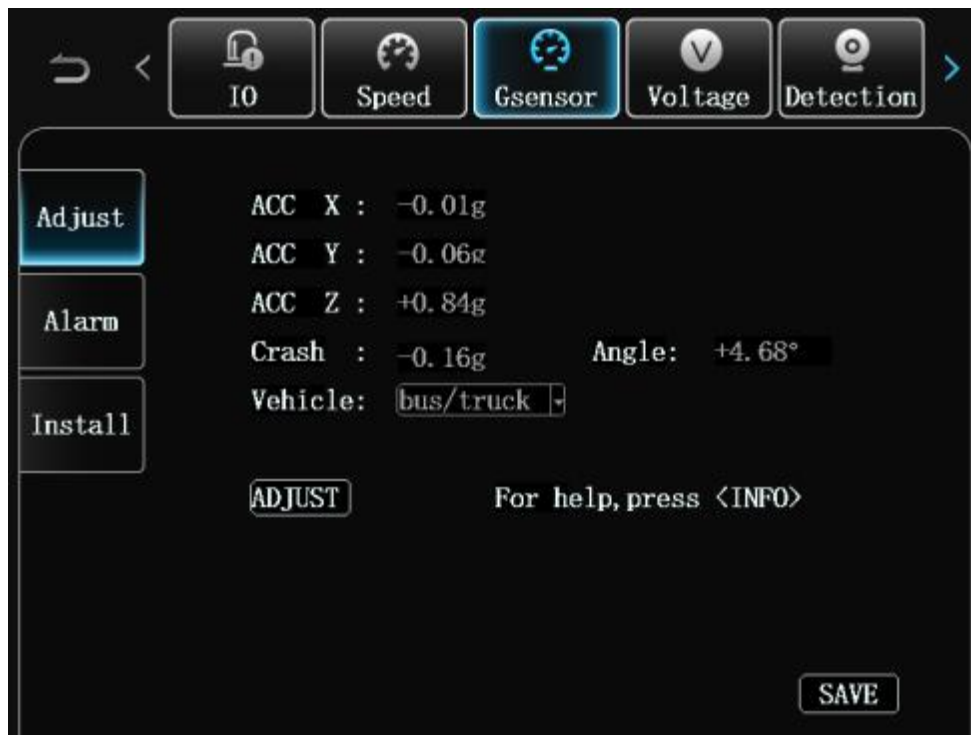 IO Speed Gsensor Voltage Detection
Adjust
Alarm
Install
ACC X : -0.01g
ACC Y : -0.06g
ACC Z : +0.84g
Crash : -0.16g Angle: +4.68°
Vehicle: bus/truck
ADJUST For help,press <INFO>
SAVE